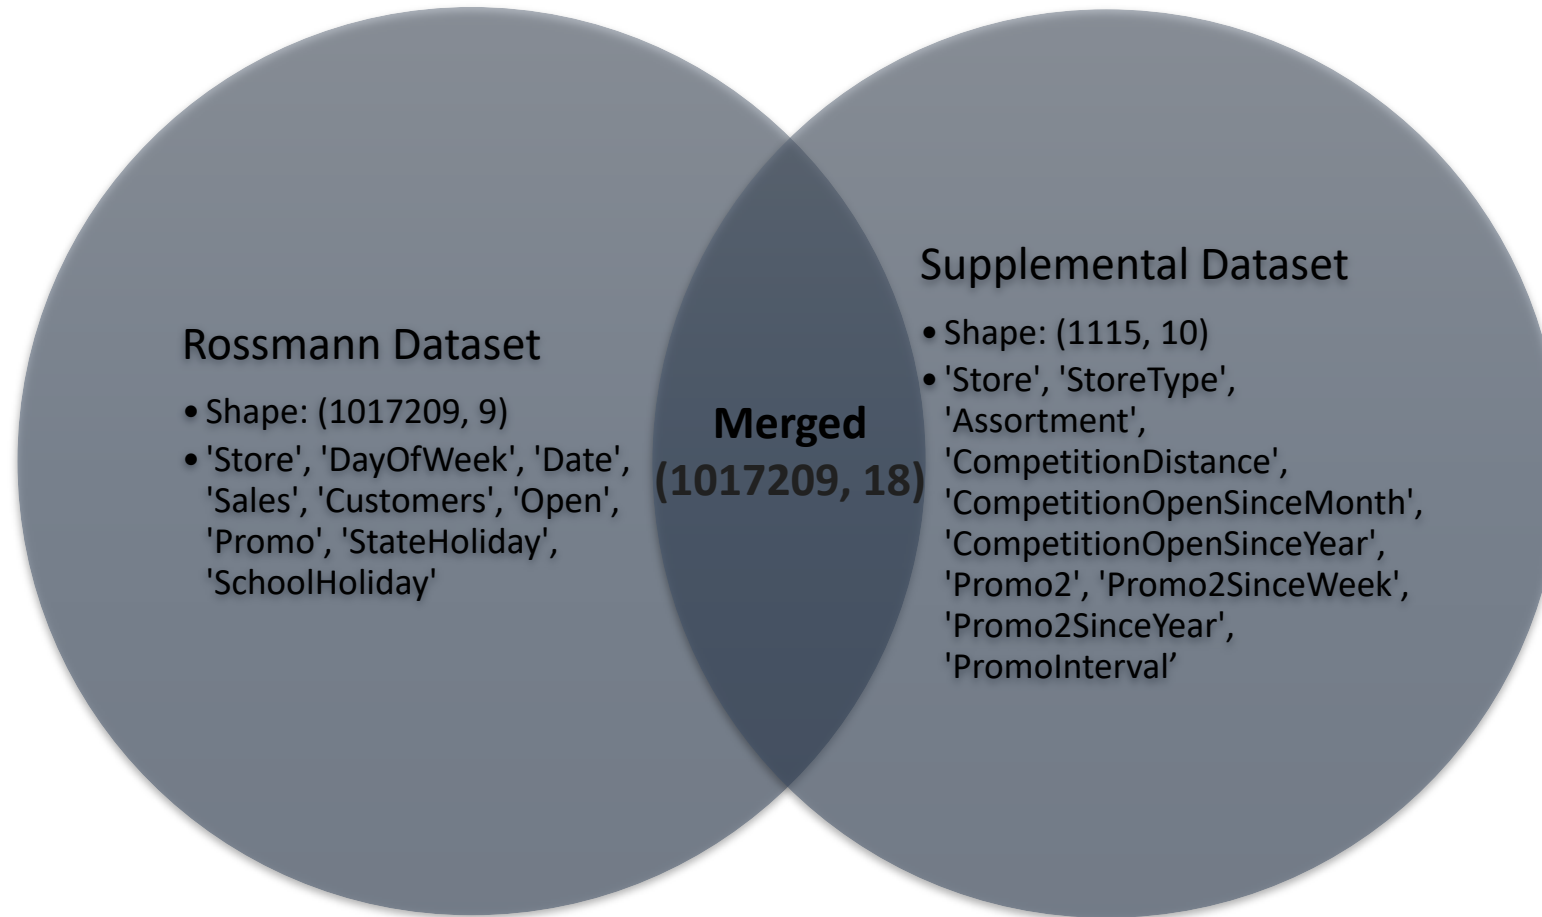 Rossmann Dataset
• Shape: (1017209, 9)
• 'Store', 'DayOfWeek', 'Date',
'Sales', 'Customers', 'Open',
'Promo', 'StateHoliday',
'SchoolHoliday'
Merged
(1017209, 18)
Supplemental Dataset
• Shape: (1115, 10)
• 'Store', 'StoreType',
'Assortment',
'CompetitionDistance',
'CompetitionOpenSinceMonth',
'CompetitionOpenSinceYear',
'Promo2', 'Promo2SinceWeek',
'Promo2SinceYear',
'PromoInterval’